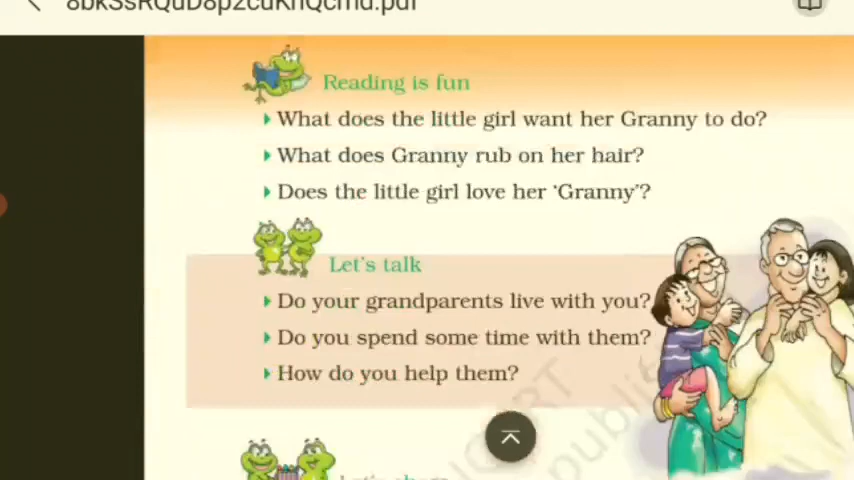 Reading is fun
What does the little girl want her Granny to do?
What does Granny rub on her hair?
Does the little girl love her ‘Granny’?
Let’s talk
Do your grandparents live with you?
Do you spend some time with them?
How do you help them?